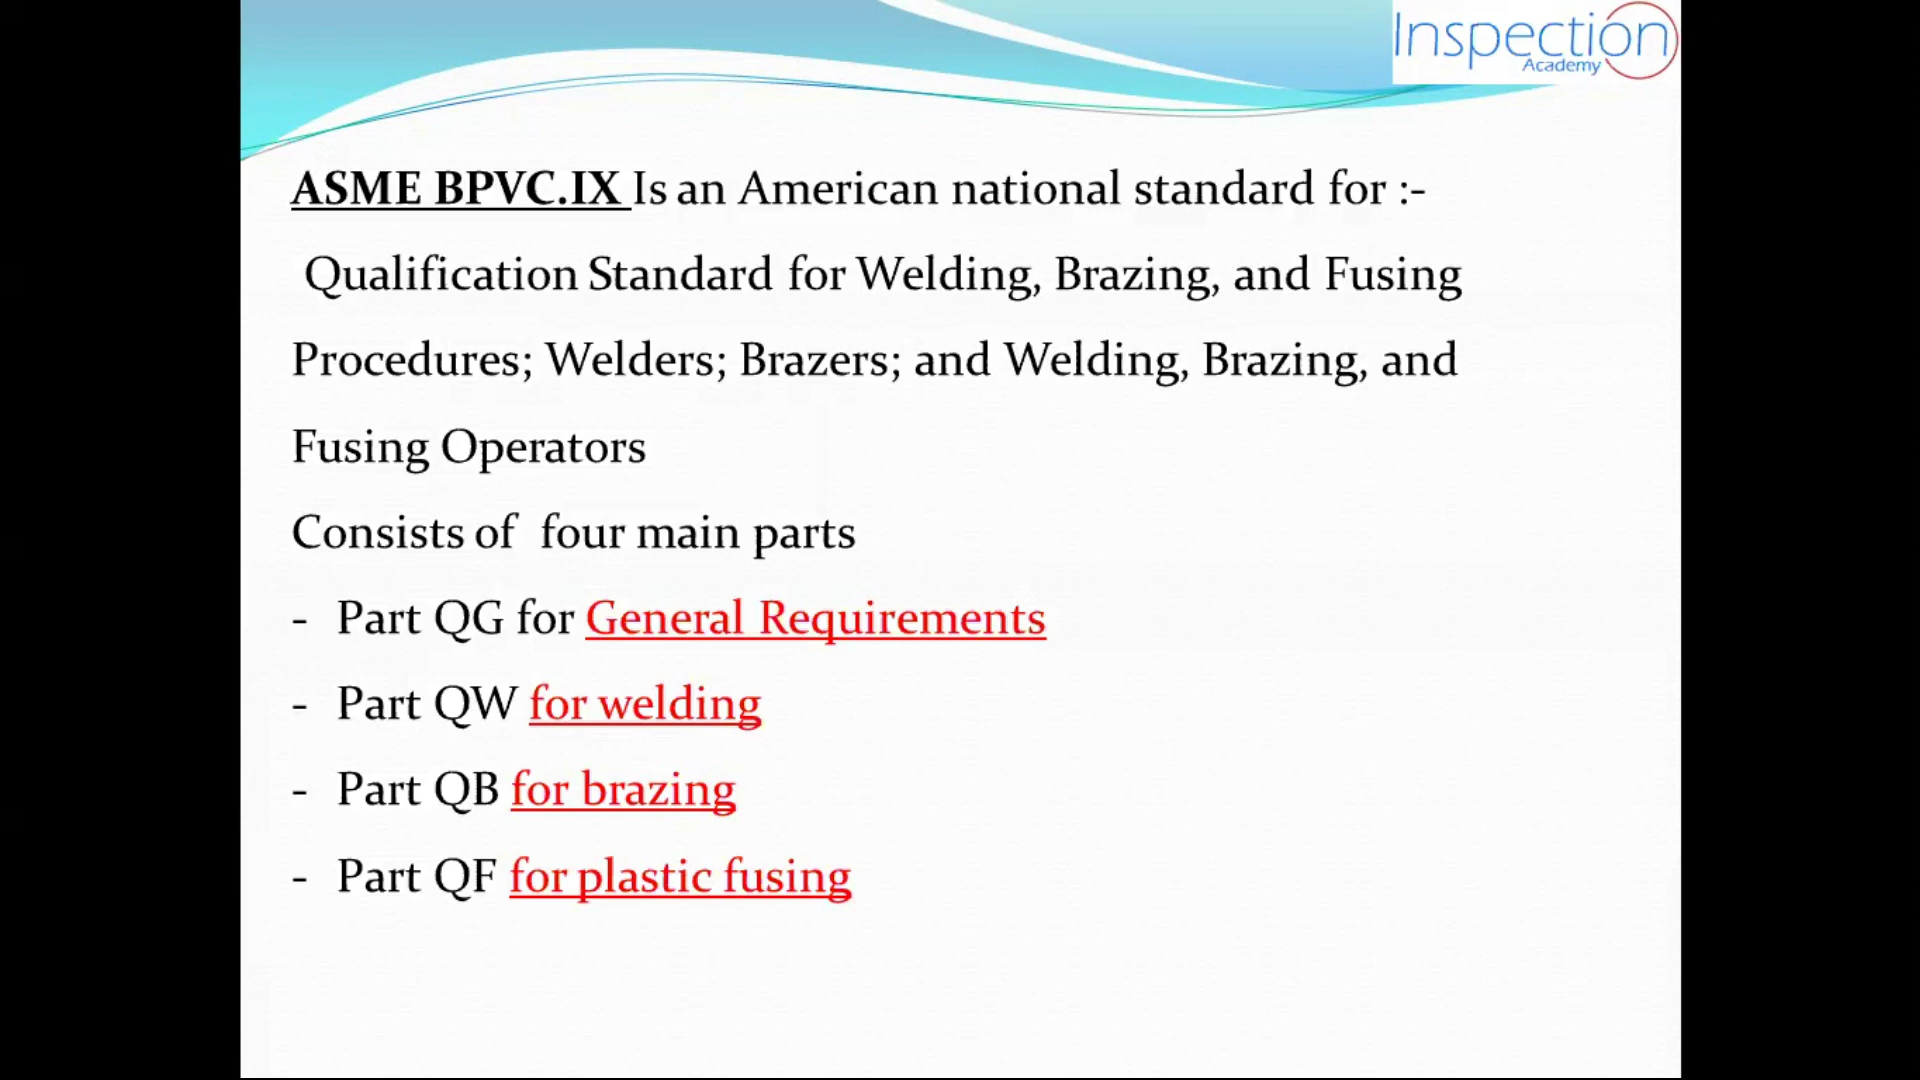 Inspection
Academy
ASME BPVC.IX Is an American national standard for :-
Qualification Standard for Welding, Brazing, and Fusing
Procedures; Welders; Brazers; and Welding, Brazing, and
Fusing Operators
Consists of four main parts
- Part QG for General Requirements
- Part QW for welding
- Part QB for brazing
- Part QF for plastic fusing